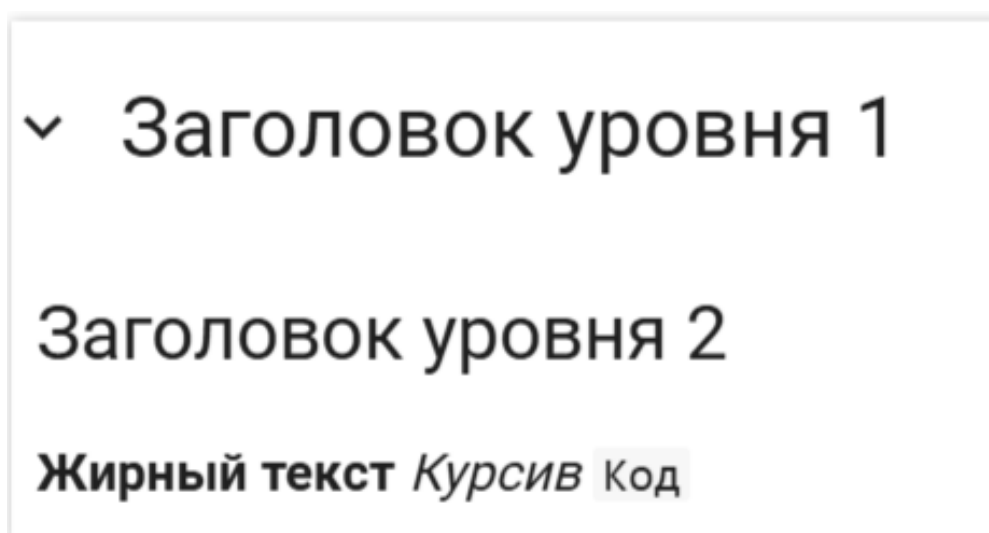 Заголовок уровня 1
Заголовок уровня 2
Жирный текст Курсив Код